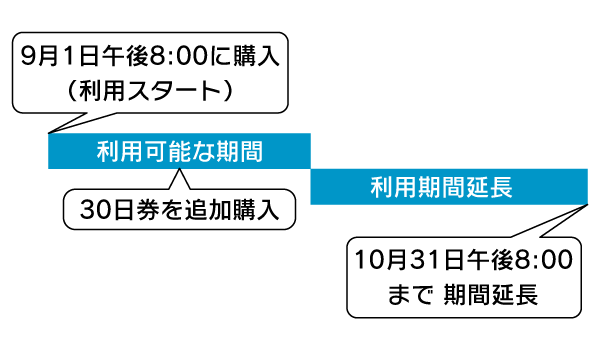 9月1日午後8:00に購入
（利用スタート）
利用可能な期間
30日券を追加購入
利用期間延長
10月31日午後8:00
まで 期間延長